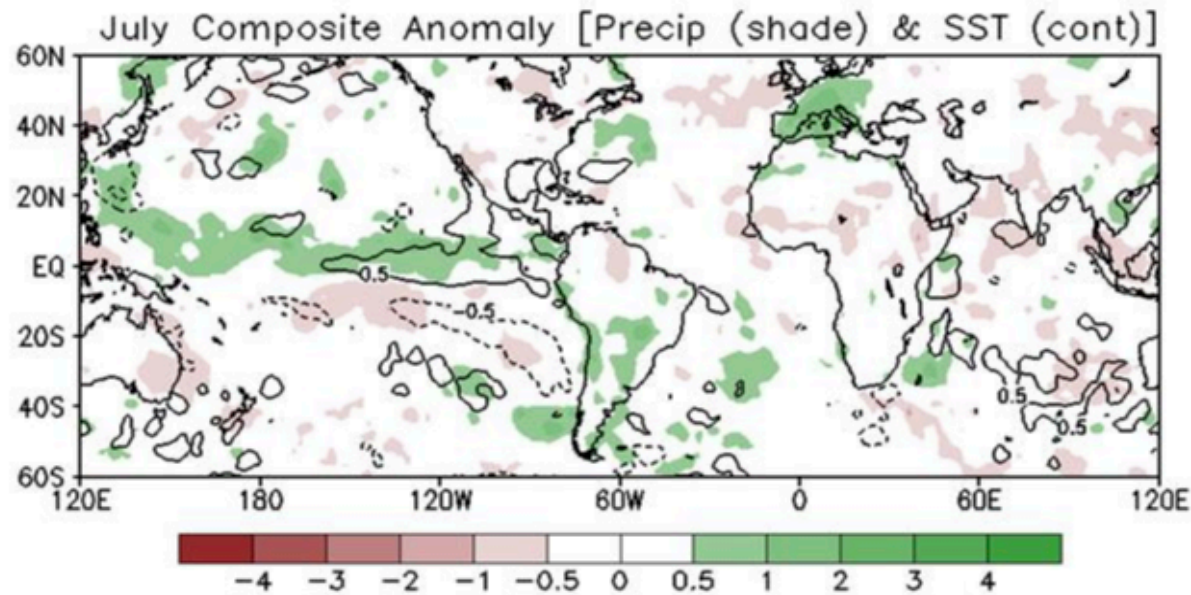 July Composite Anomaly [Precip (shade) & SST (cont)]
60N
40N
20N
EQ
20S
40S
60S
0.5
-0.5
0.5
0.5
120E 180 120W 60W 0 60E 120E
-4 -3 -2 -1 -0.5 0 0.5 1 2 3 4